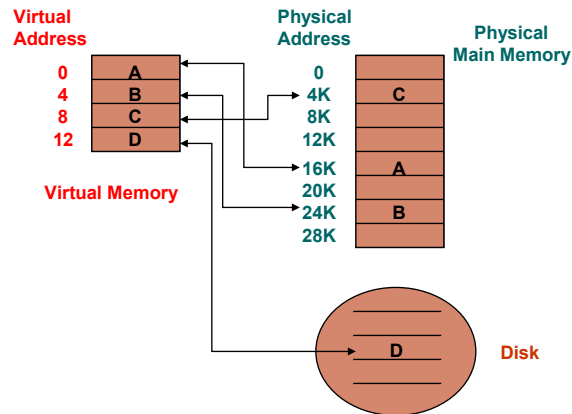 Virtual
Address
0
4
8
12
A
B
C
D
Virtual Memory
Physical
Address
0
4K
8K
12K
16K
20K
24K
28K
Physical
Main Memory
C
A
B
D
Disk